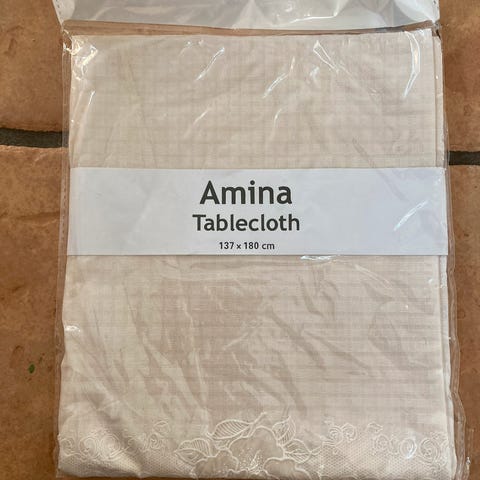 Amina
Tablecloth
137 x 180 cm